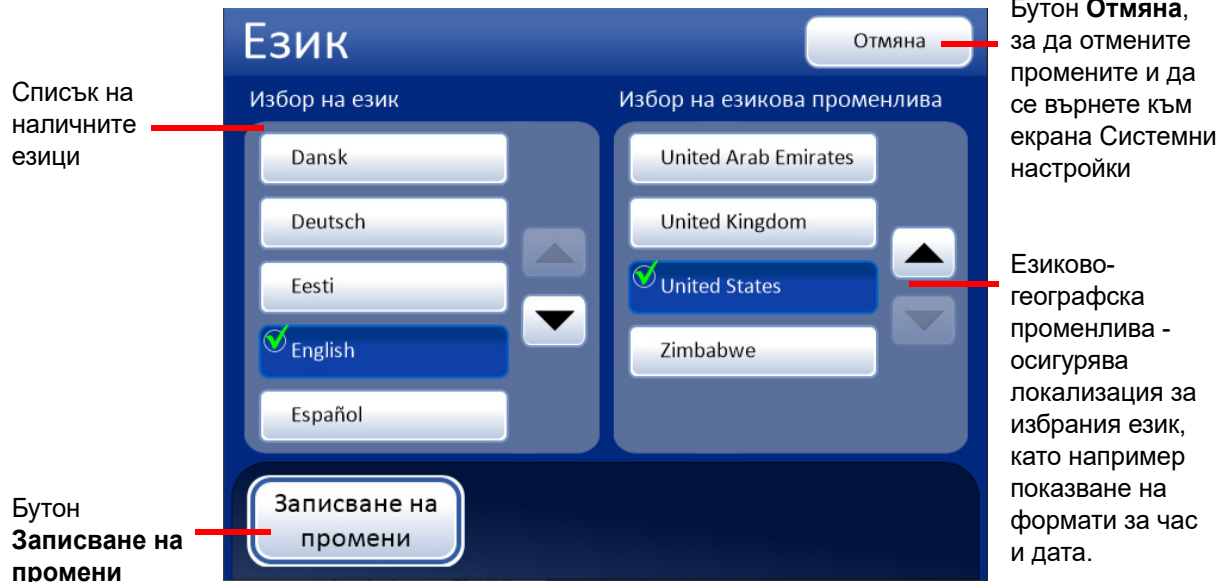 Език
Отмяна
Избор на език
Избор на езикова променлива
Dansk
Deutsch
Eesti
English
Español
United Arab Emirates
United Kingdom
United States
Zimbabwe
Записване на
промени
Списък на
наличните
езици
Бутон
Записване на
промени
Бутон Отмяна,
за да отмените
промените и да
се върнете към
екрана Системни
настройки
Езиково-
географска
променлива -
осигурява
локализация за
избрания език,
като например
показване на
формати за час
и дата.